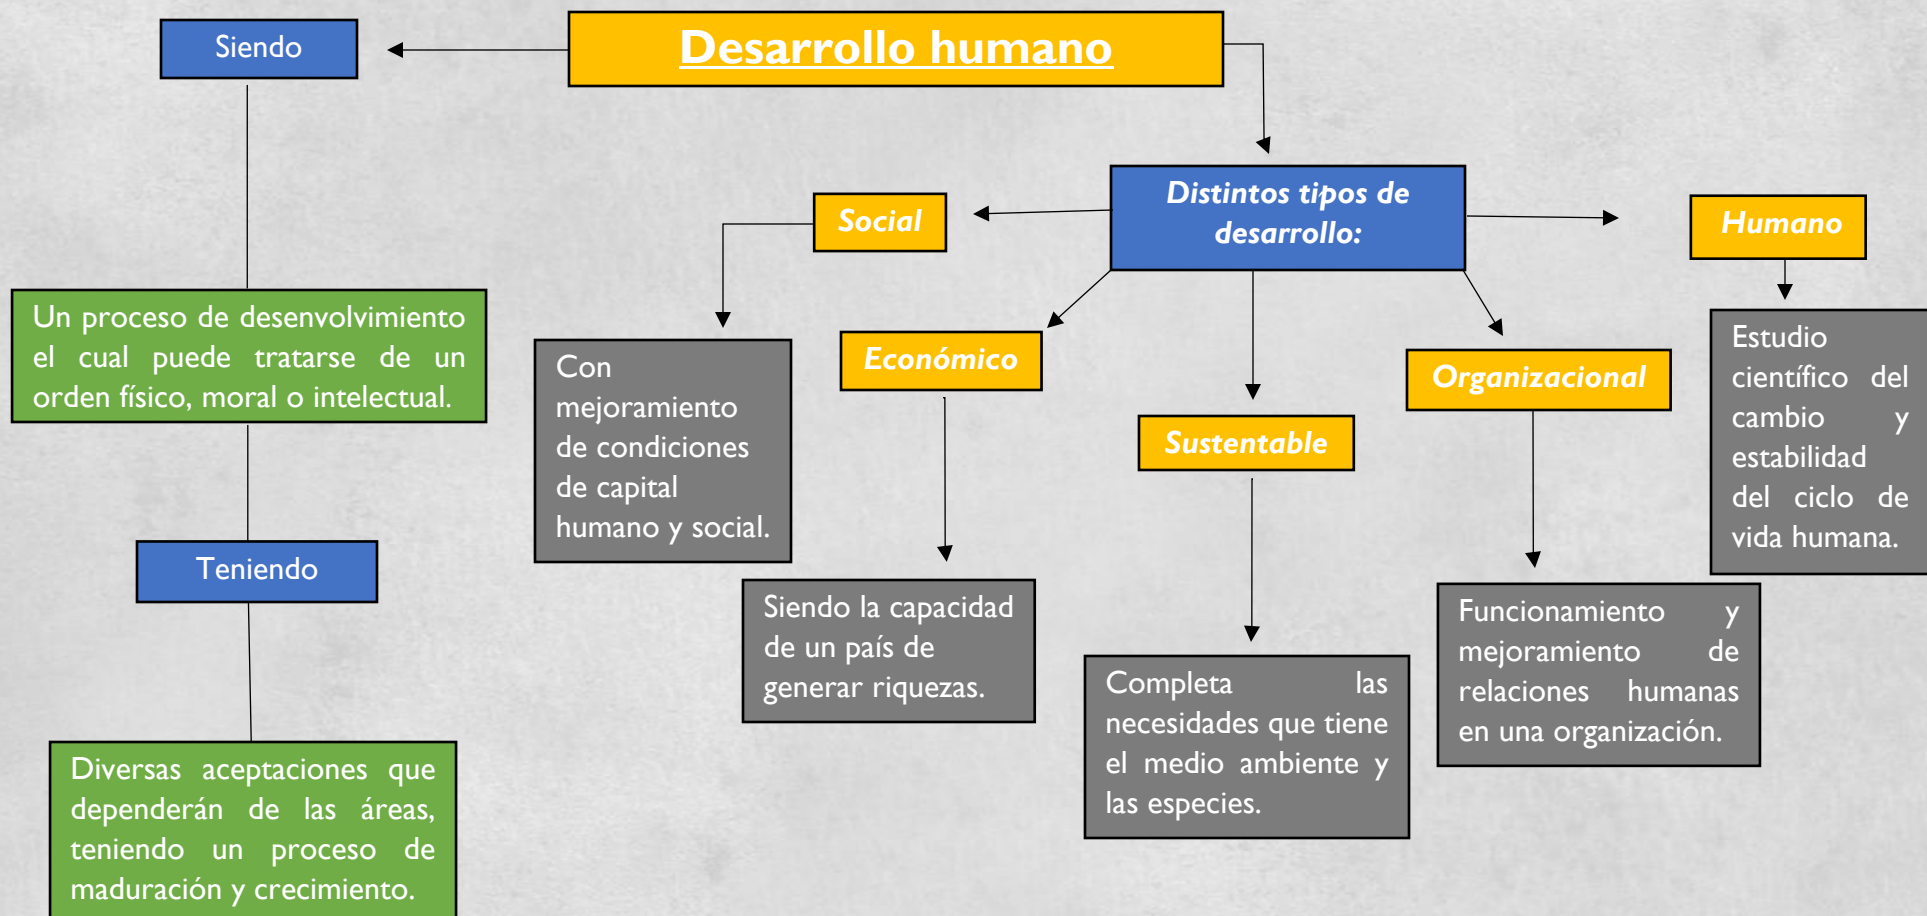 Desarrollo humano
Siendo
Un proceso de desenvolvimiento
el cual puede tratarse de un
orden físico, moral o intelectual.
Teniendo
Diversas aceptaciones que
dependerán de las áreas,
teniendo un proceso de
maduración y crecimiento.
Distintos tipos de
desarrollo:
Social
Con
mejoramiento
de condiciones
de capital
humano y social.
Económico
Siendo la capacidad
de un país de
generar riquezas.
Sustentable
Completa las
necesidades que tiene
el medio ambiente y
las especies.
Organizacional
Funcionamiento y
mejoramiento de
relaciones humanas
en una organización.
Humano
Estudio
científico del
cambio y
estabilidad
del ciclo de
vida humana.